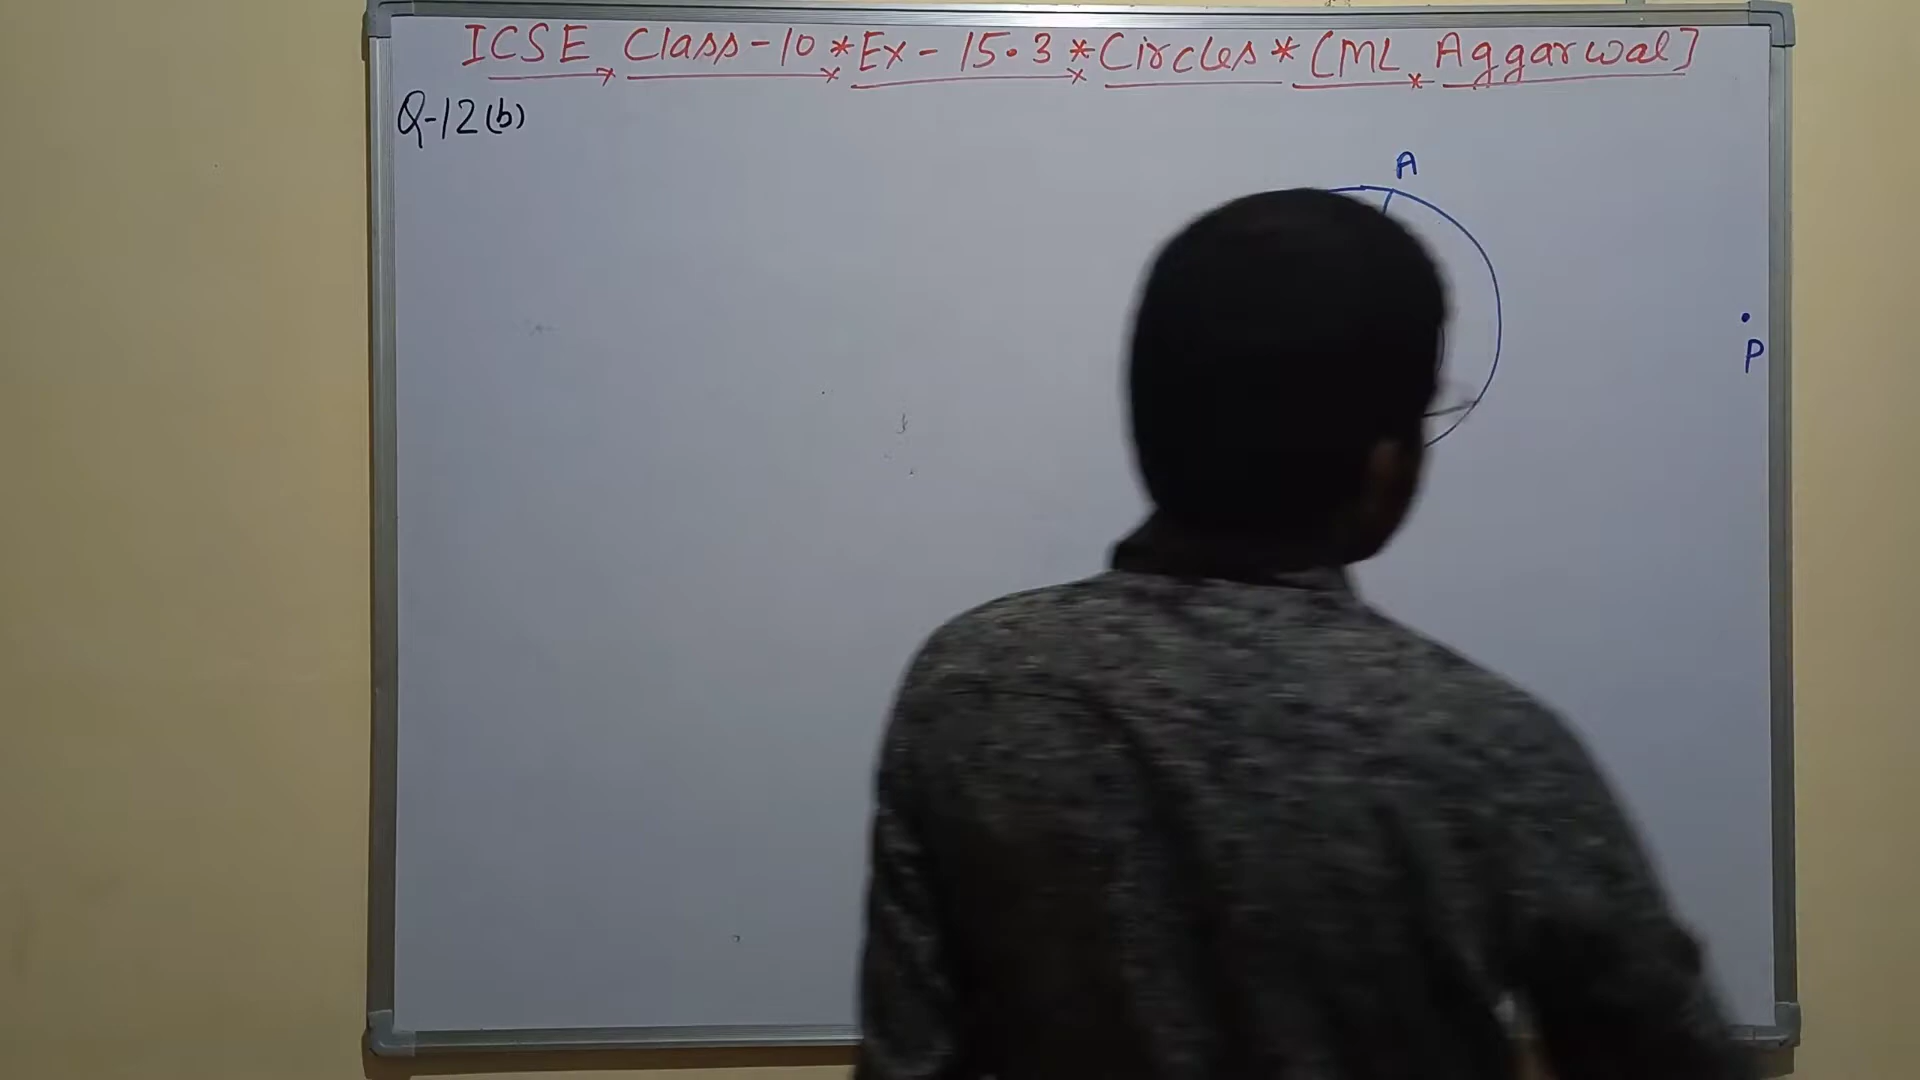 ICSE Class-10 * Ex-15.3 * Circles * [ML Aggarwal]
Q-12(b)
A
P